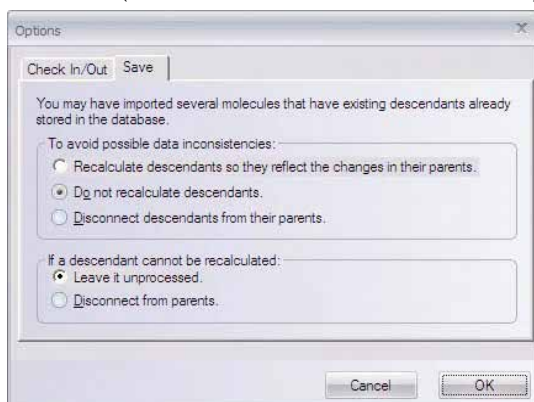 Options
Check In/Out Save
You may have imported several molecules that have existing descendants already
stored in the database.
To avoid possible data inconsistencies:
Recalculate descendants so they reflect the changes in their parents.
Do not recalculate descendants.
Disconnect descendants from their parents.
If a descendant cannot be recalculated:
Leave it unprocessed.
Disconnect from parents.
Cancel OK